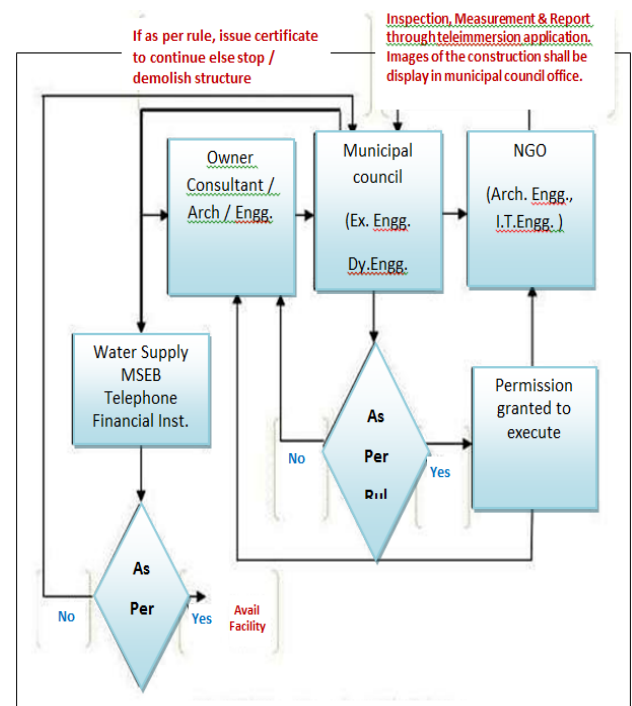 If as per rule, issue certificate
to continue else stop /
demolish structure
Inspection, Measurement & Report
through teleimmersion application.
Images of the construction shall be
display in municipal council office.
Owner
Consultant /
Arch / Engg.
Municipal
council
(Ex. Engg.
Dy.Engg.
NGO
(Arch. Engg.,
I.T.Engg. )
Water Supply
MSEB
Telephone
Financial Inst.
As
Per
No
Yes
Permission
granted to
execute
As
Per
No
Yes
Avail
Facility